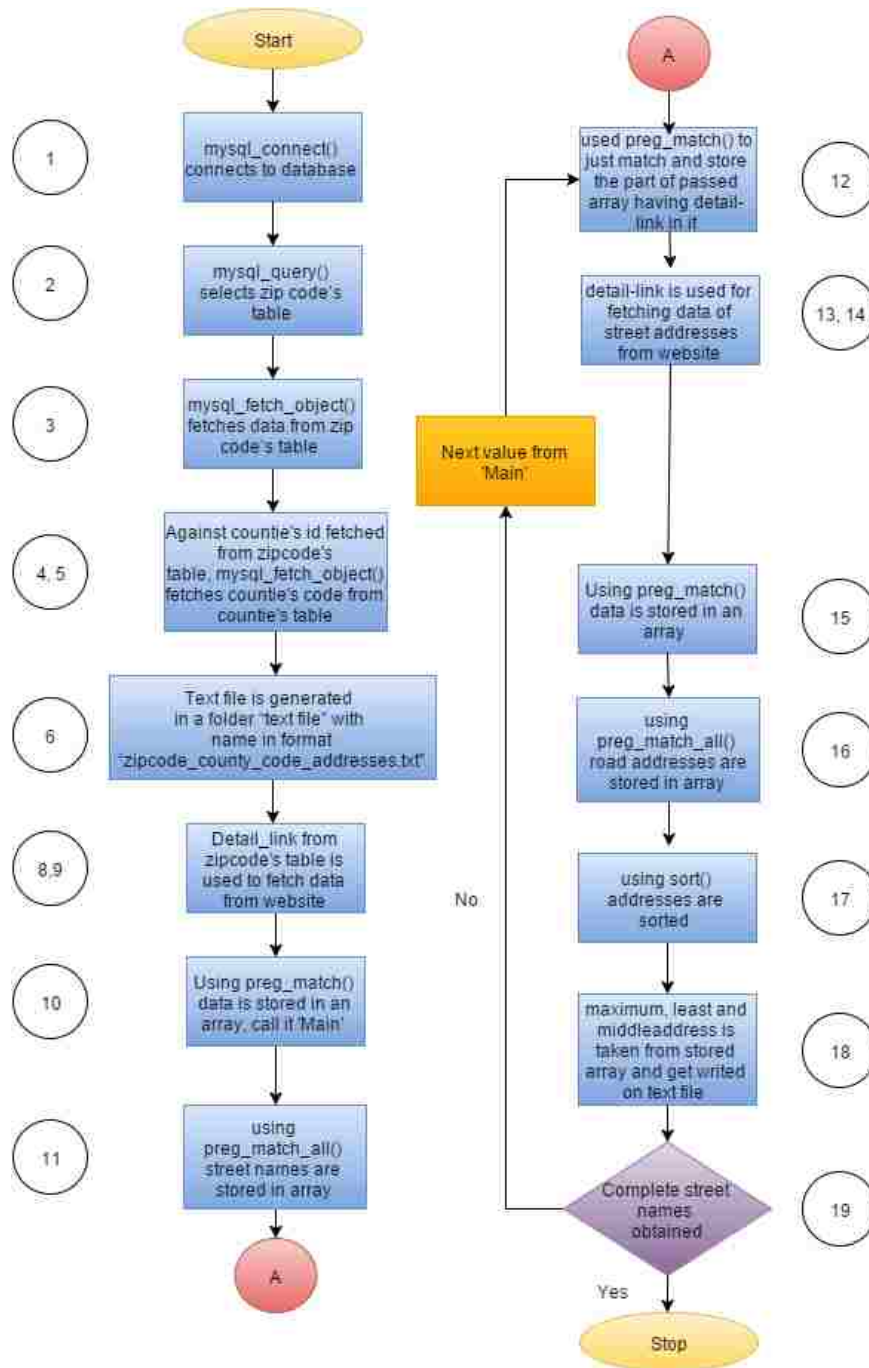 Start
1
mysql_connect()
connects to database
2
mysql_query()
selects zip code's
table
3
mysql_fetch_object()
fetches data from zip
code's table
4, 5
Against countie's id fetched
from zipcode's
table, mysql_fetch_object()
fetches countie's code from
countie's table
6
Text file is generated
in a folder "text file" with
name in format
"zipcode_county_code_addresses.txt"
8,9
Detail_link from
zipcode's table is
used to fetch data
from website
10
Using preg_match()
data is stored in an
array, call it 'Main'
11
using
preg_match_all()
street names are
stored in array
A
A
used preg_match() to
just match and store
the part of passed
array having detail-
link in it
12
detail-link is used for
fetching data of
street addresses
from website
13, 14
Next value from
'Main'
Using preg_match()
data is stored in an
array
15
using
preg_match_all()
road addresses are
stored in array
16
using sort()
addresses are
sorted
17
maximum, least and
middleaddress is
taken from stored
array and get writed
on text file
18
No
Complete street
names
obtained
19
Yes
Stop